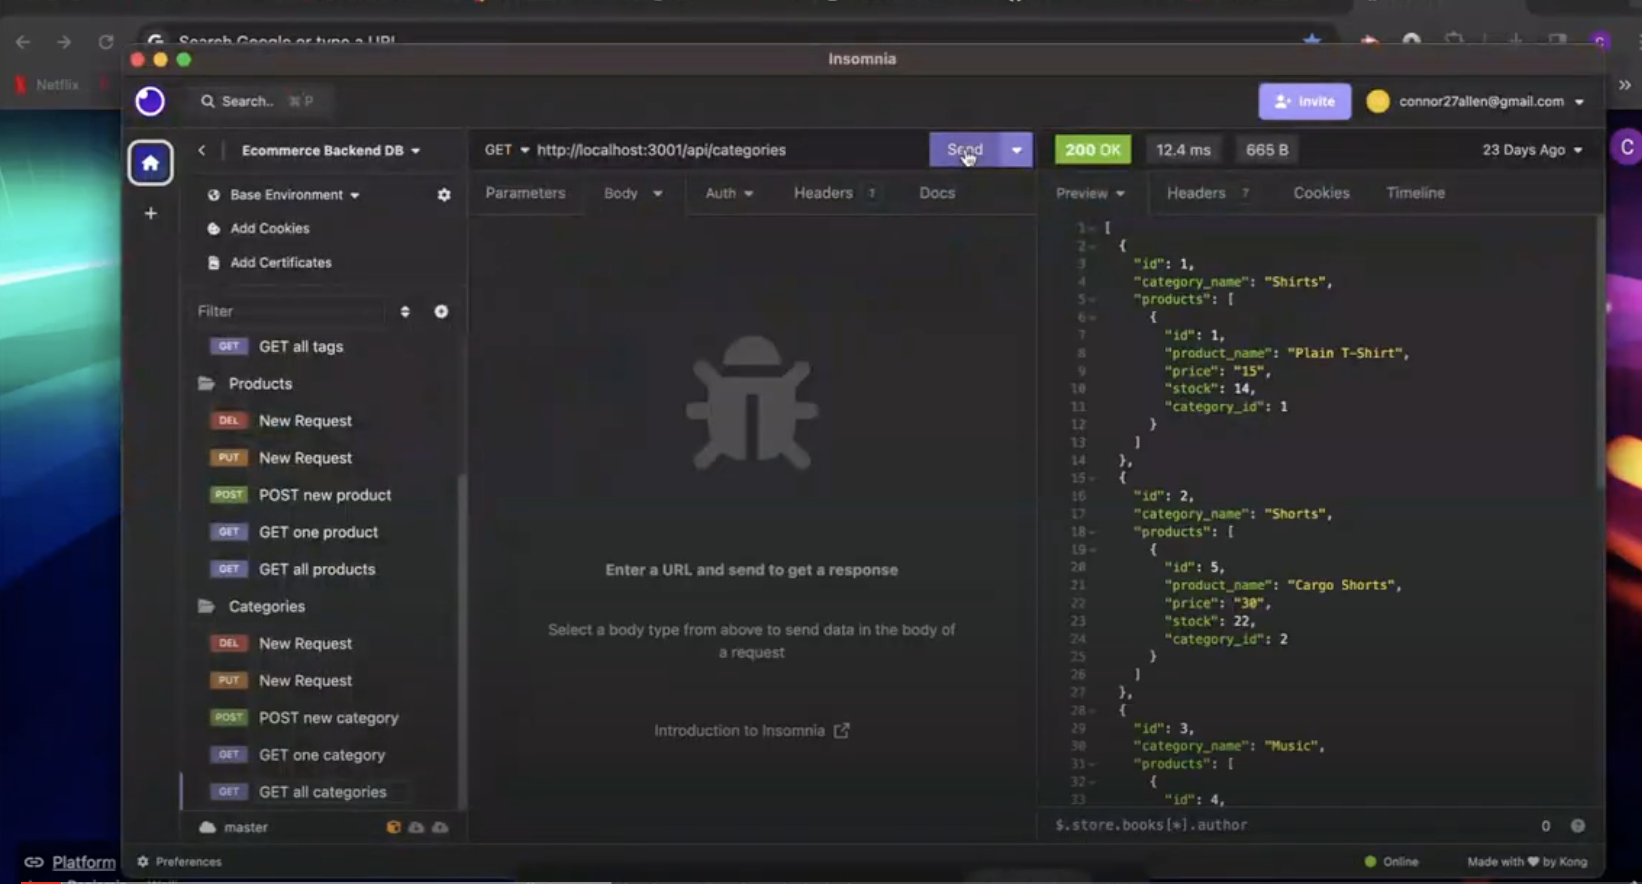 Search Google or type a URL
Netflix
Insomnia
Search.. ⌘P
Invite
connor27allen@gmail.com
C
Ecommerce Backend DB
GET http://localhost:3001/api/categories
Send
200 OK
12.4 ms
665 B
23 Days Ago
Base Environment
Add Cookies
Add Certificates
Filter
GET GET all tags
Products
DEL New Request
PUT New Request
POST POST new product
GET GET one product
GET GET all products
Categories
DEL New Request
PUT New Request
POST POST new category
GET GET one category
GET GET all categories
master
Parameters Body Auth Headers 7 Docs
Enter a URL and send to get a response
Select a body type from above to send data in the body of
a request
Introduction to Insomnia
Preview Headers 7 Cookies Timeline
1 [
2 {
3 "id": 1,
4 "category_name": "Shirts",
5 "products": [
6 {
7 "id": 1,
8 "product_name": "Plain T-Shirt",
9 "price": "15",
10 "stock": 14,
11 "category_id": 1
12 }
13 ]
14 },
15 {
16 "id": 2,
17 "category_name": "Shorts",
18 "products": [
19 {
20 "id": 5,
21 "product_name": "Cargo Shorts",
22 "price": "30",
23 "stock": 22,
24 "category_id": 2
25 }
26 ]
27 },
28 {
29 "id": 3,
30 "category_name": "Music",
31 "products": [
32 {
33 "id": 4,
$.store.books[*].author
0
Platform
Preferences
Online
Made with ♥ by Kong